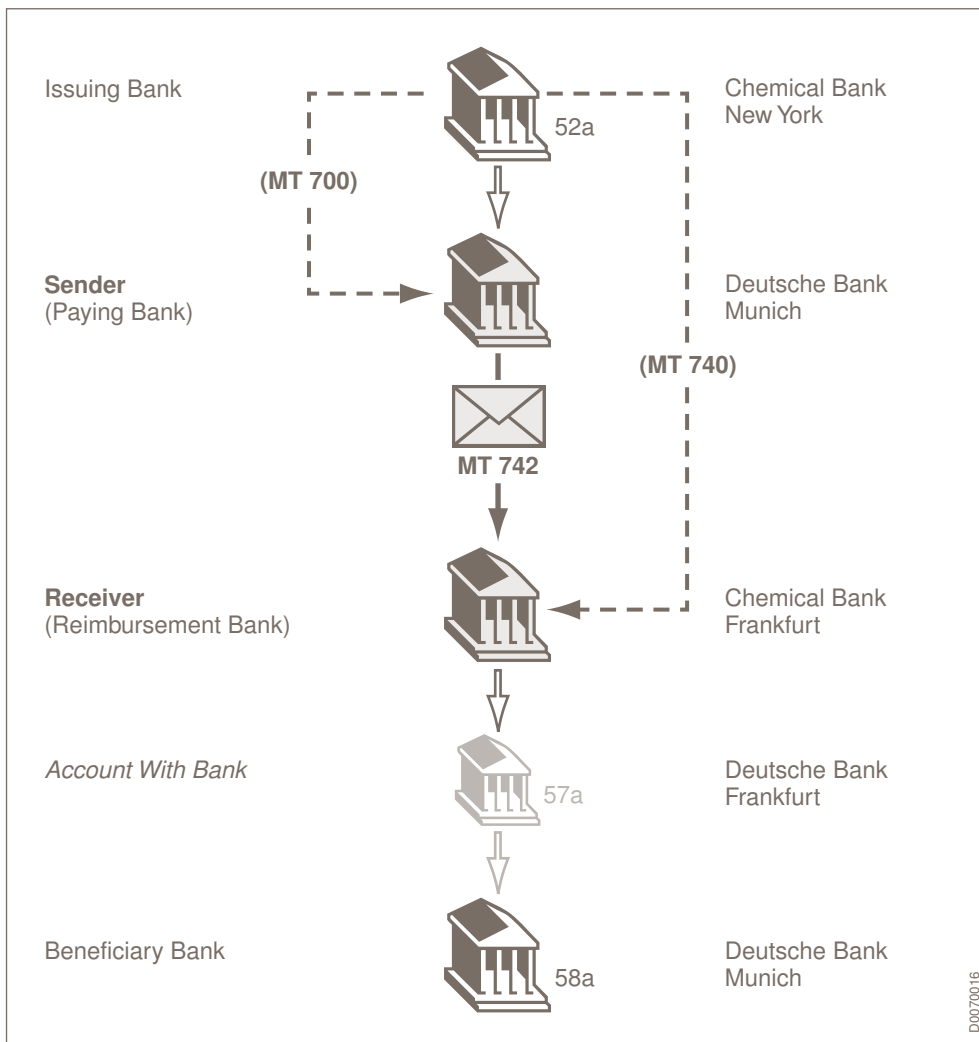 Issuing Bank
52a
Chemical Bank
New York
(MT 700)
Sender
(Paying Bank)
Deutsche Bank
Munich
(MT 740)
MT 742
Receiver
(Reimbursement Bank)
Chemical Bank
Frankfurt
Account With Bank
57a
Deutsche Bank
Frankfurt
Beneficiary Bank
58a
Deutsche Bank
Munich
D0070016